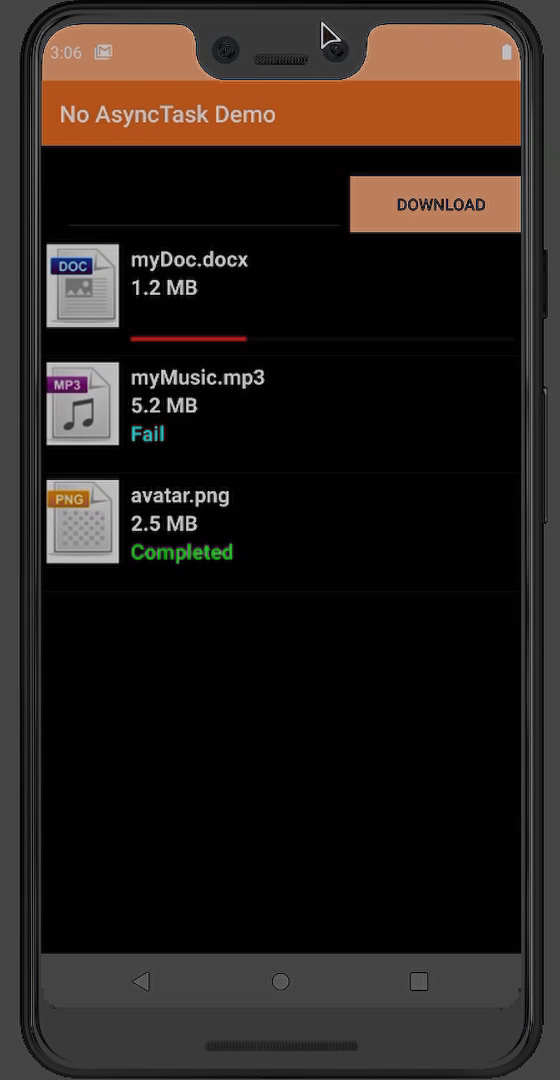 3:06
No AsyncTask Demo
DOWNLOAD
DOC
myDoc.docx
1.2 MB
MP3
myMusic.mp3
5.2 MB
Fail
PNG
avatar.png
2.5 MB
Completed